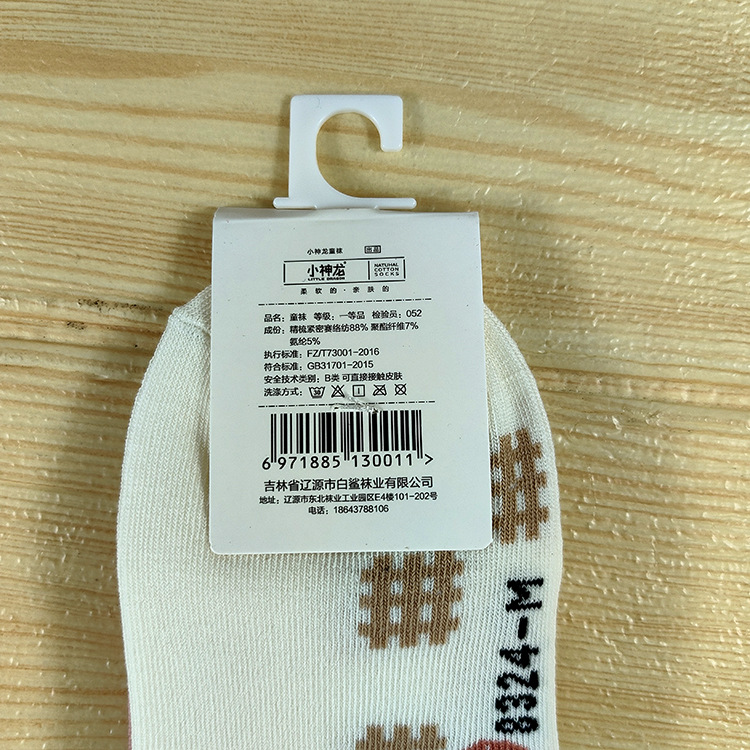 小神龙童袜 出品
小神龙 NATURAL
LITTLE DRAGON COTTON
SOCKS
柔软的·亲肤的
品名：童袜 等级：一等品 检验员：052
成份：精梳紧密赛络纺88% 聚酯纤维7%
氨纶5%
执行标准：FZ/T73001-2016
符合标准：GB31701-2015
安全技术类别：B类 可直接接触皮肤
洗涤方式：
6 971885 130011 >
吉林省辽源市白鲨袜业有限公司
地址：辽源市东北袜业工业园区E4楼101-202号
电话：18643788106
8324-M